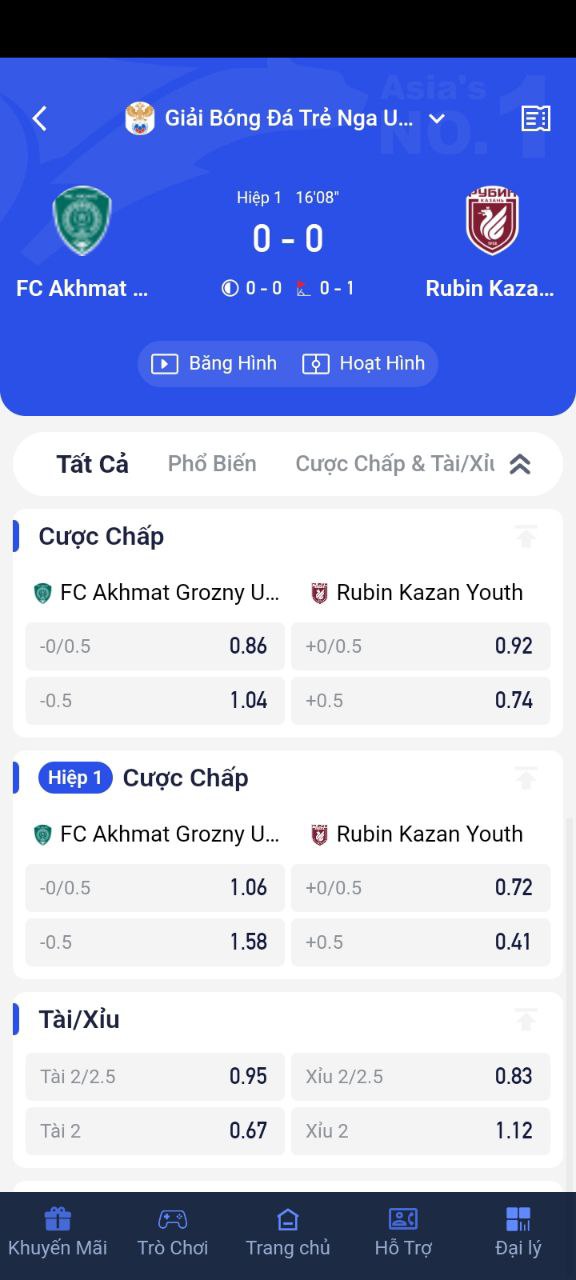 Asia's
NO.1
Giải Bóng Đá Trẻ Nga U...
Hiệp 1 16'08"
0 - 0
FC Akhmat ...
0 - 0 0 - 1
Rubin Kaza...
Băng Hình Hoạt Hình
Tất Cả Phổ Biến Cược Chấp & Tài/Xỉu
Cược Chấp
FC Akhmat Grozny U... Rubin Kazan Youth
-0/0.5 0.86 +0/0.5 0.92
-0.5 1.04 +0.5 0.74
Hiệp 1 Cược Chấp
FC Akhmat Grozny U... Rubin Kazan Youth
-0/0.5 1.06 +0/0.5 0.72
-0.5 1.58 +0.5 0.41
Tài/Xỉu
Tài 2/2.5 0.95 Xỉu 2/2.5 0.83
Tài 2 0.67 Xỉu 2 1.12
Khuyến Mãi Trò Chơi Trang chủ Hỗ Trợ Đại lý